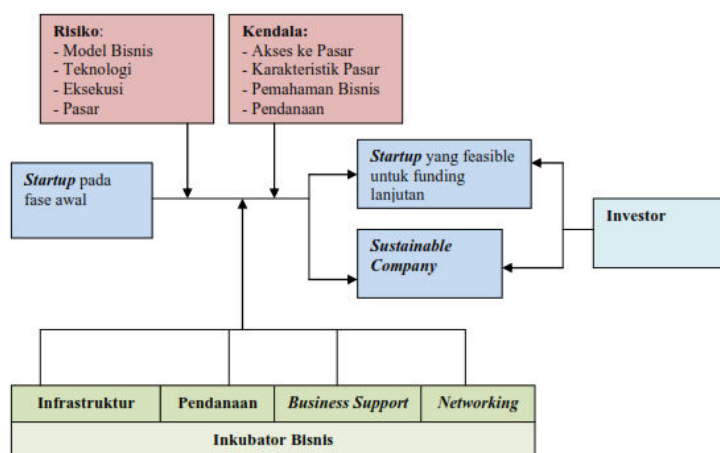 Risiko:
- Model Bisnis
- Teknologi
- Eksekusi
- Pasar
Kendala:
- Akses ke Pasar
- Karakteristik Pasar
- Pemahaman Bisnis
- Pendanaan
Startup pada
fase awal
Startup yang feasible
untuk funding
lanjutan
Sustainable
Company
Investor
Infrastruktur
Pendanaan
Business Support
Networking
Inkubator Bisnis